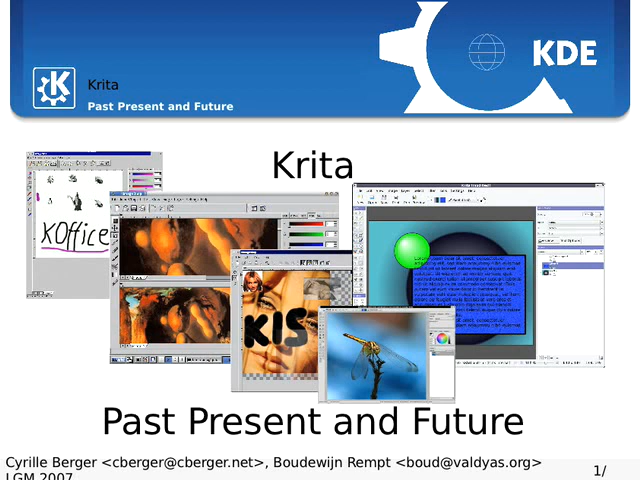 KDE
Krita
Past Present and Future
Krita
KOffice
KIS
Past Present and Future
Cyrille Berger <cberger@cberger.net>, Boudewijn Rempt <boud@valdyas.org>
LGM 2007
1/